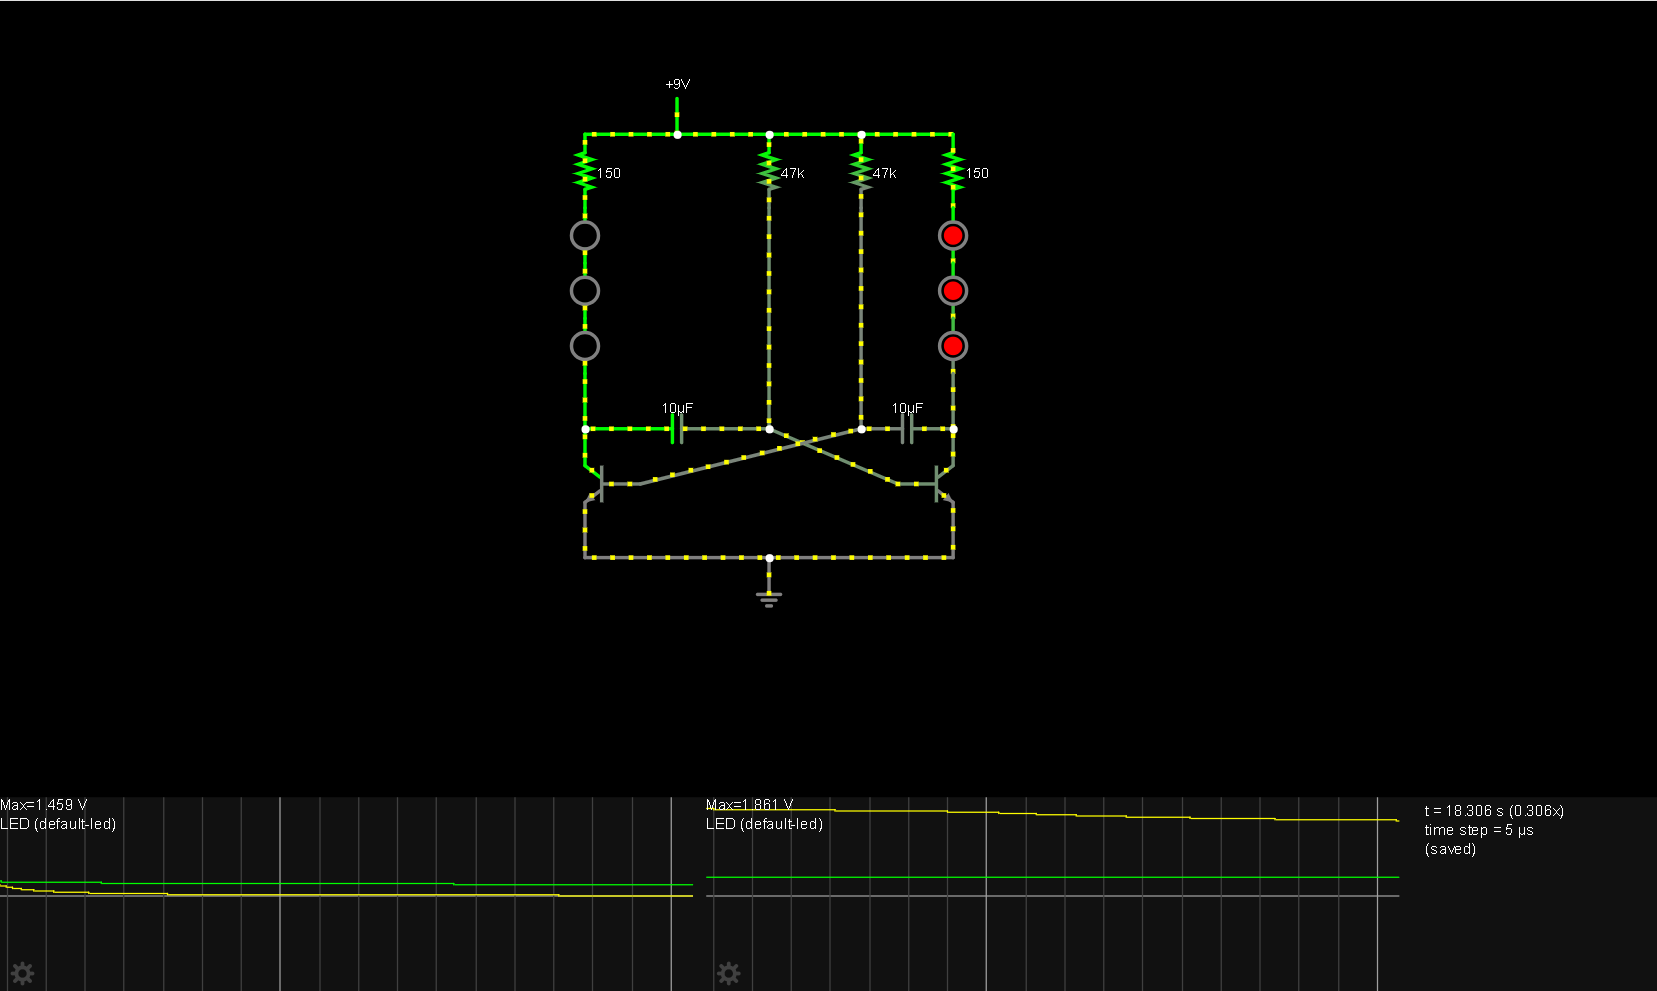 +9V
150
47k
47k
150
10µF
10µF
Max=1.459 V
LED (default-led)
Max=1.861 V
LED (default-led)
t = 18.306 s (0.306x)
time step = 5 µs
(saved)